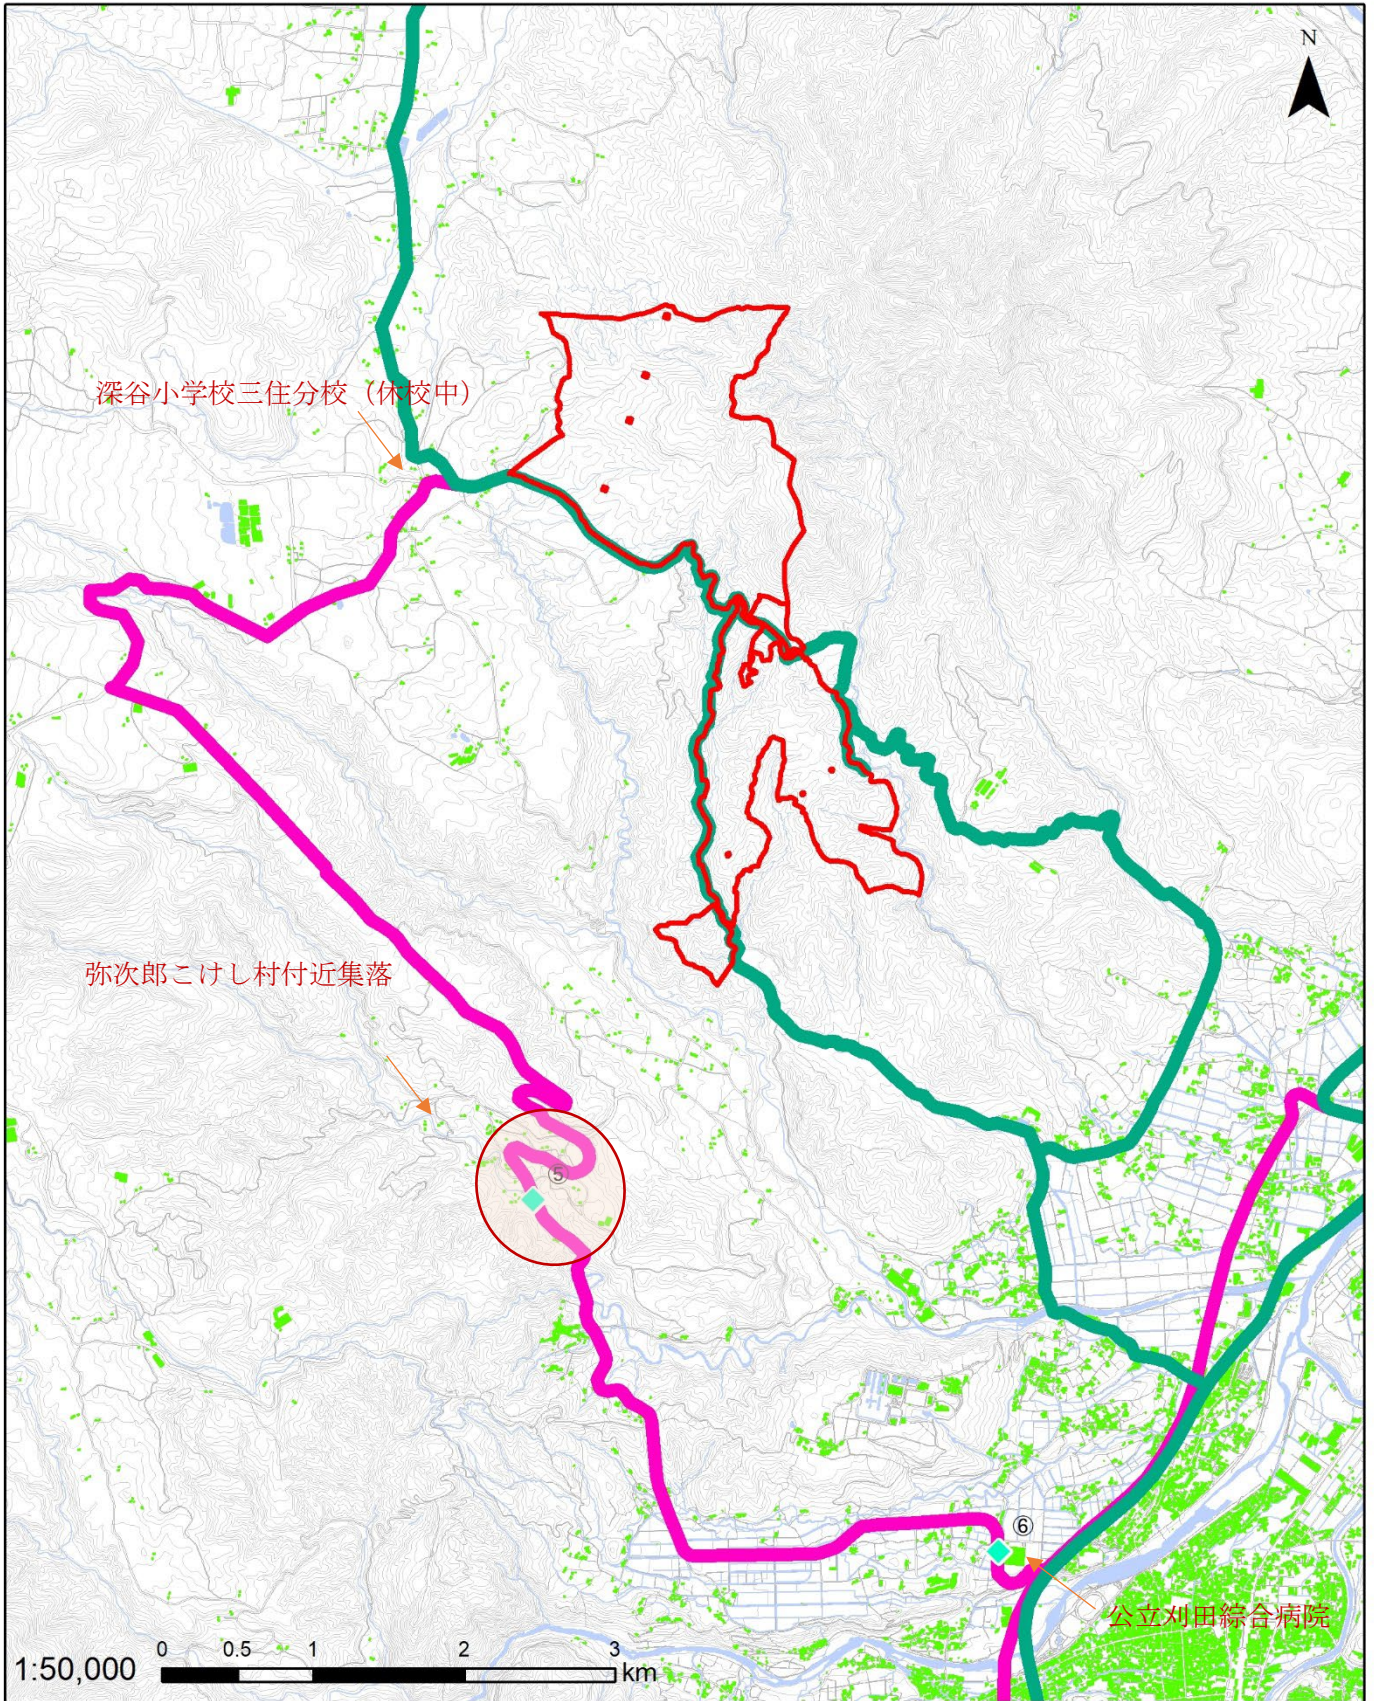 N
深谷小学校三住分校（休校中）
弥次郎こけし村付近集落
⑤
⑥
公立刈田綜合病院
0 0.5 1 2 3
km
1:50,000